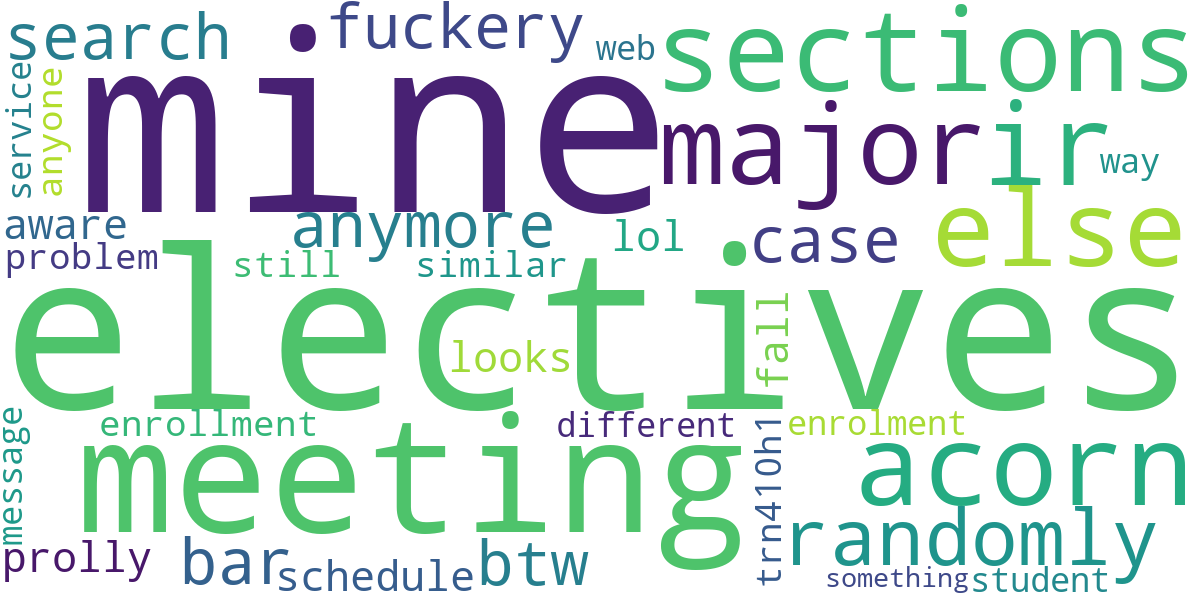 search
fuckery
web
sections
mine
service
anyone
major
ir
way
aware
anymore
lol
case
else
problem
still
similar
electives
looks
fall
message
enrollment
different
trn410h1
enrolment
meeting
acorn
randomly
prolly
bar
schedule
btw
something
student